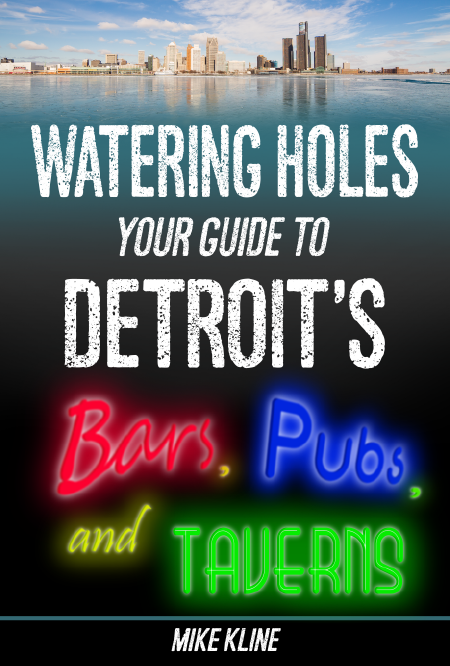 WATERING HOLES
YOUR GUIDE TO
DETROIT'S
Bars, Pubs,
and TAVERNS
MIKE KLINE